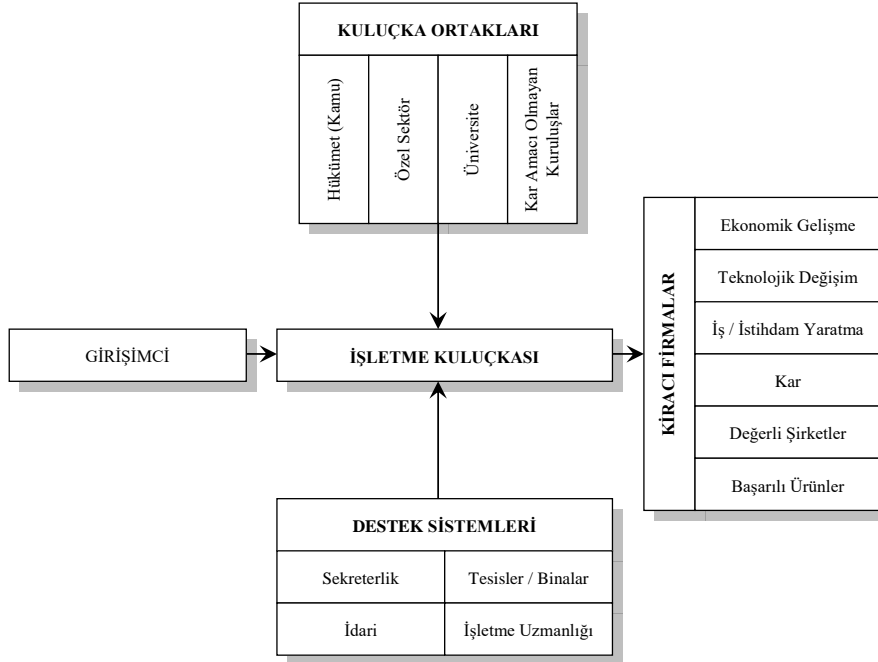 KULUÇKA ORTAKLARI
Hükümet (Kamu)
Özel Sektör
Üniversite
Kar Amacı Olmayan
Kuruluşlar
GİRİŞİMCİ
İŞLETME KULUÇKASI
KİRACI FİRMALAR
Ekonomik Gelişme
Teknolojik Değişim
İş / İstihdam Yaratma
Kar
Değerli Şirketler
Başarılı Ürünler
DESTEK SİSTEMLERİ
Sekreterlik
Tesisler / Binalar
İdari
İşletme Uzmanlığı